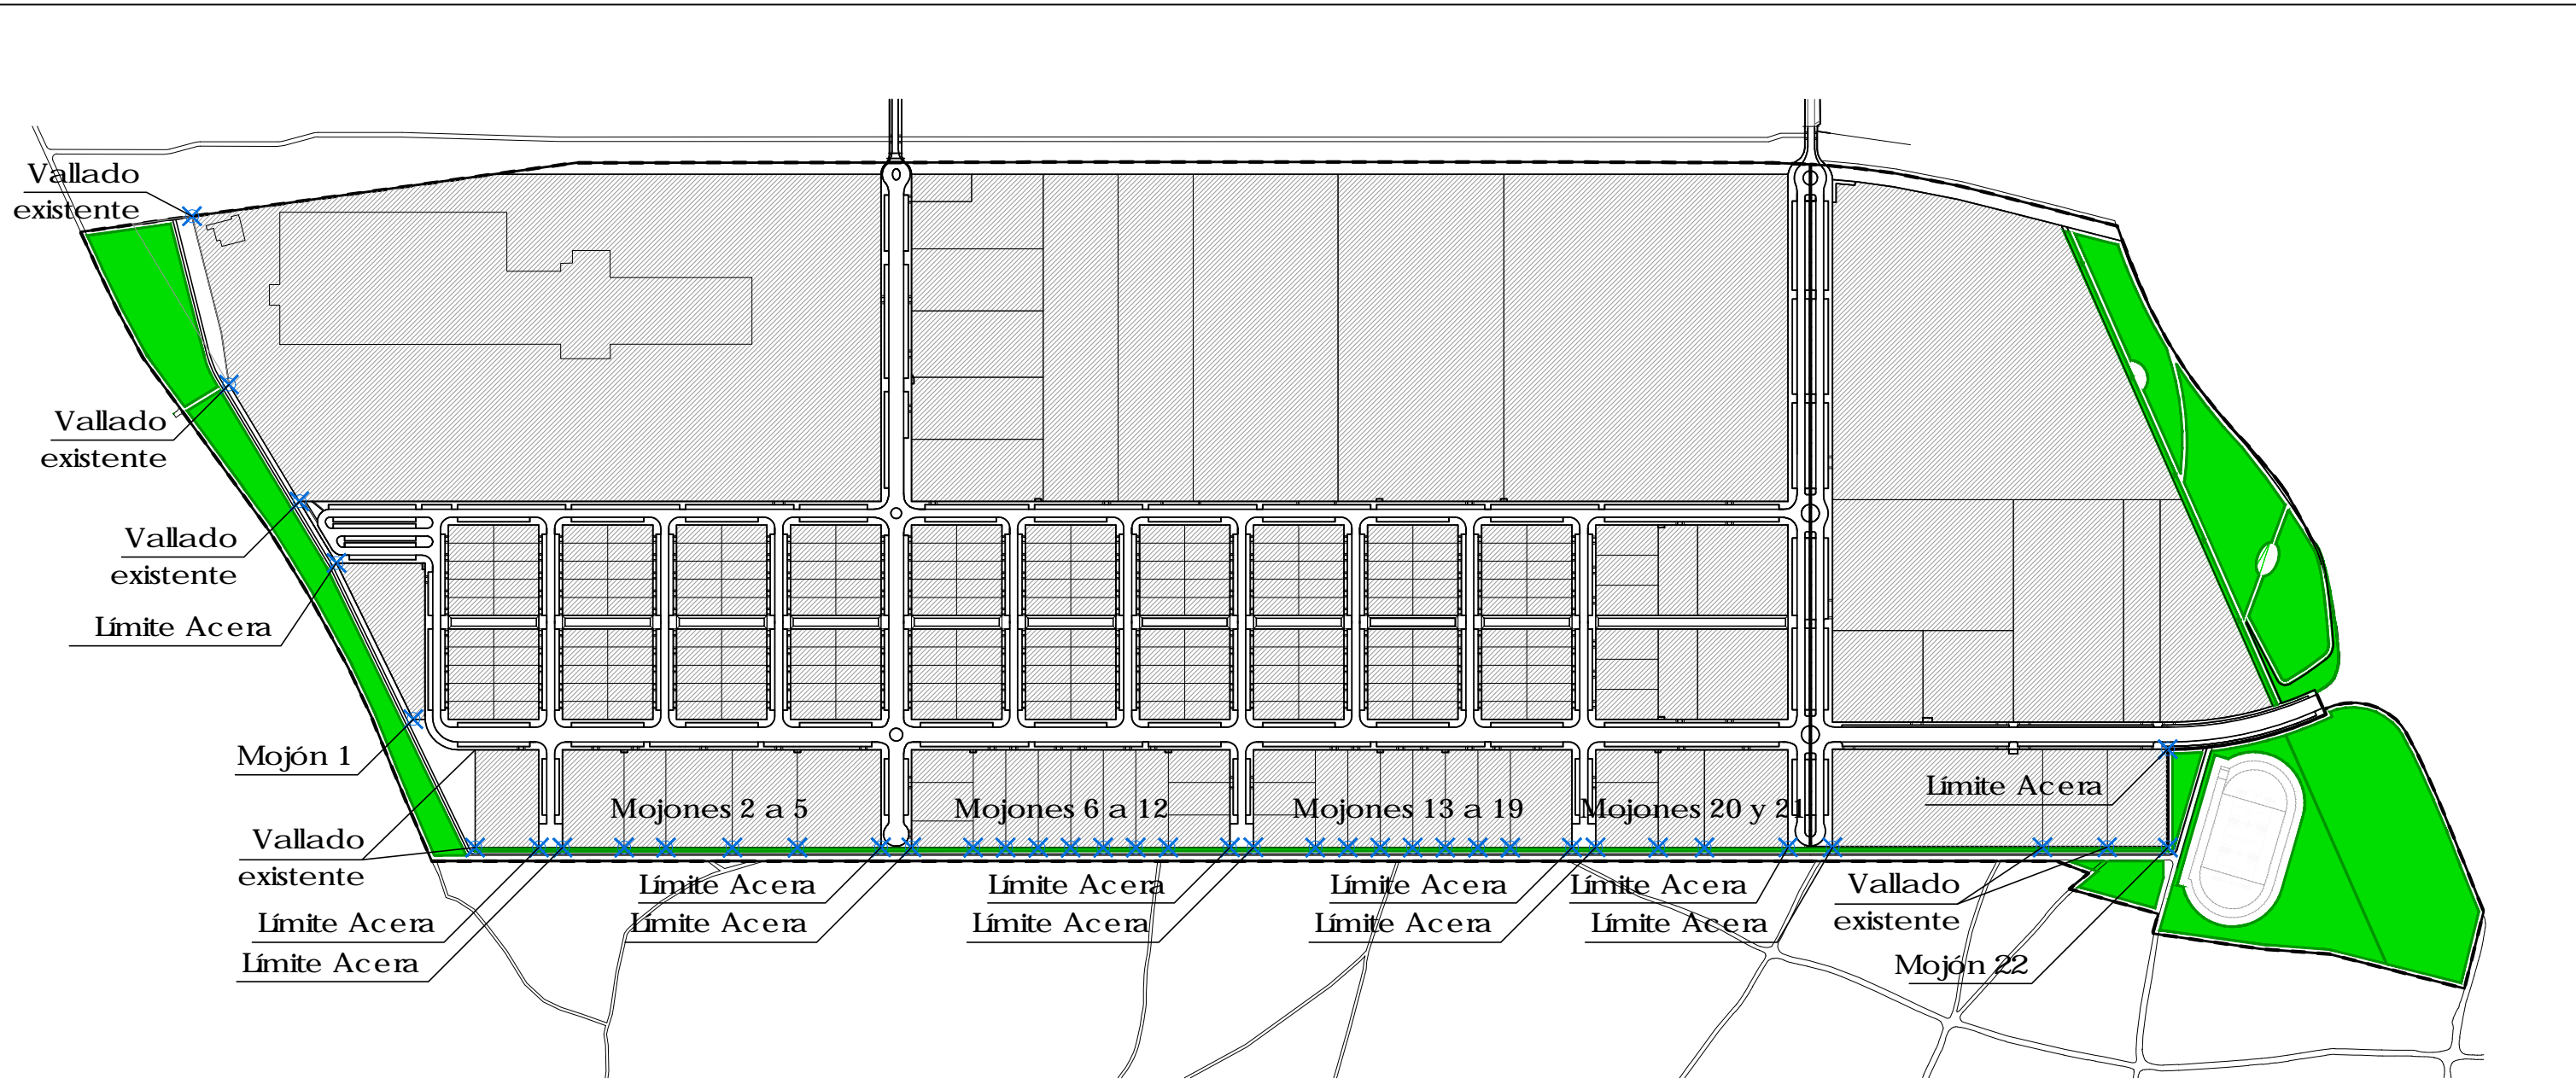 Vallado
existente
Vallado
existente
Vallado
existente
Límite Acera
Mojón 1
Vallado
existente
Límite Acera
Límite Acera
Mojones 2 a 5
Mojones 6 a 12
Mojones 13 a 19
Mojones 20 y 21
Límite Acera
Límite Acera
Límite Acera
Límite Acera
Límite Acera
Límite Acera
Límite Acera
Límite Acera
Límite Acera
Vallado
existente
Mojón 22